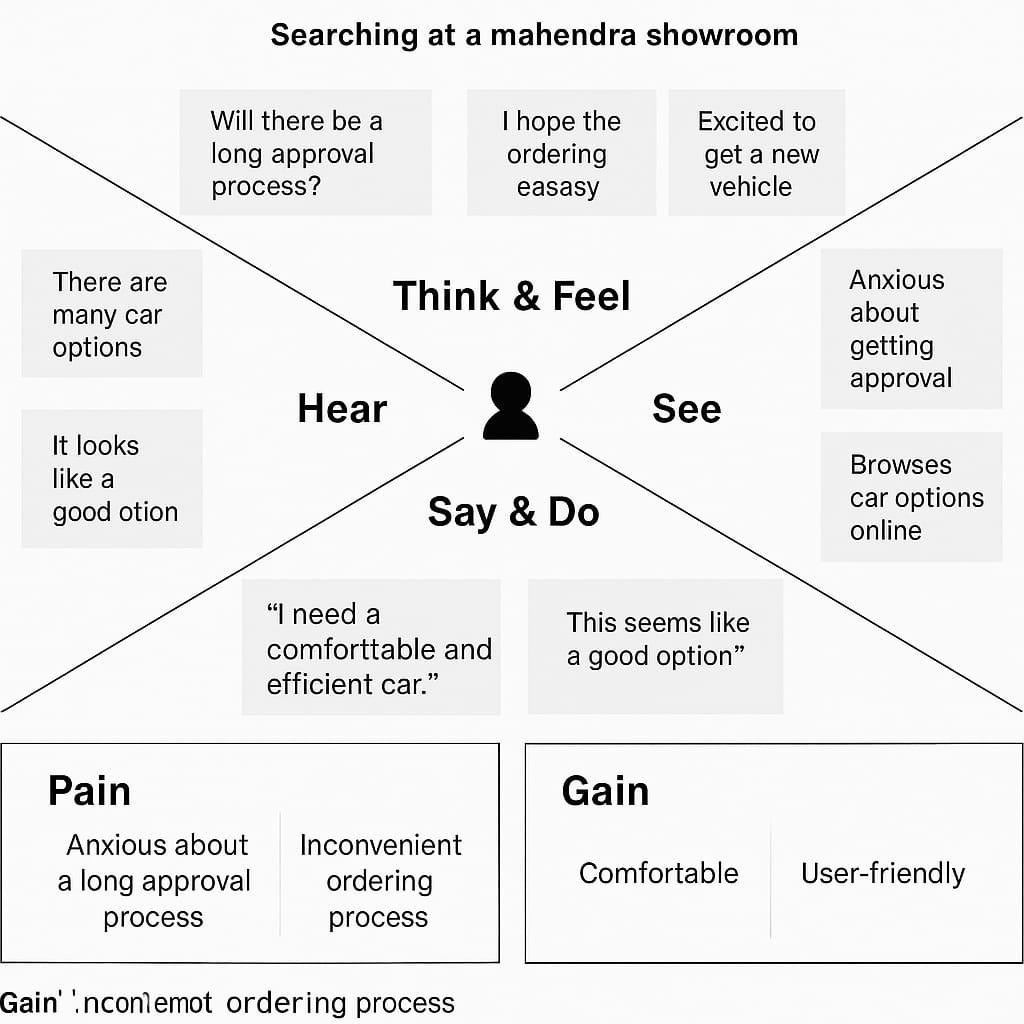 Searching at a mahendra showroom
Will there be a
long approval
process?
I hope the
ordering
easasy
Excited to
get a new
vehicle
Think & Feel
There are
many car
options
It looks
like a
good otion
Hear
See
Anxious
about
getting
approval
Browses
car options
online
Say & Do
“I need a
comforttable and
efficient car.”
This seems like
a good option”
Pain
Anxious about
a long approval
process
Inconvenient
ordering
process
Gain
Comfortable
User-friendly
Gain ordering process